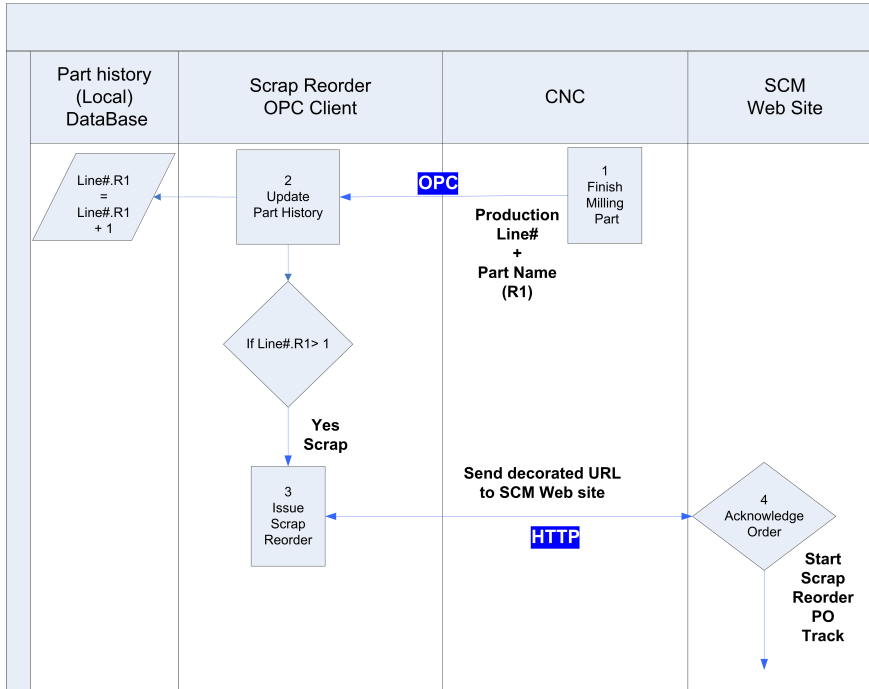 Part history
(Local)
DataBase
Scrap Reorder
OPC Client
CNC
SCM
Web Site
Line#.R1
=
Line#.R1
+ 1
2
Update
Part History
OPC
1
Finish
Milling
Part
Production
Line#
+
Part Name
(R1)
If Line#.R1> 1
Yes
Scrap
3
Issue
Scrap
Reorder
Send decorated URL
to SCM Web site
HTTP
4
Acknowledge
Order
Start
Scrap
Reorder
PO
Track